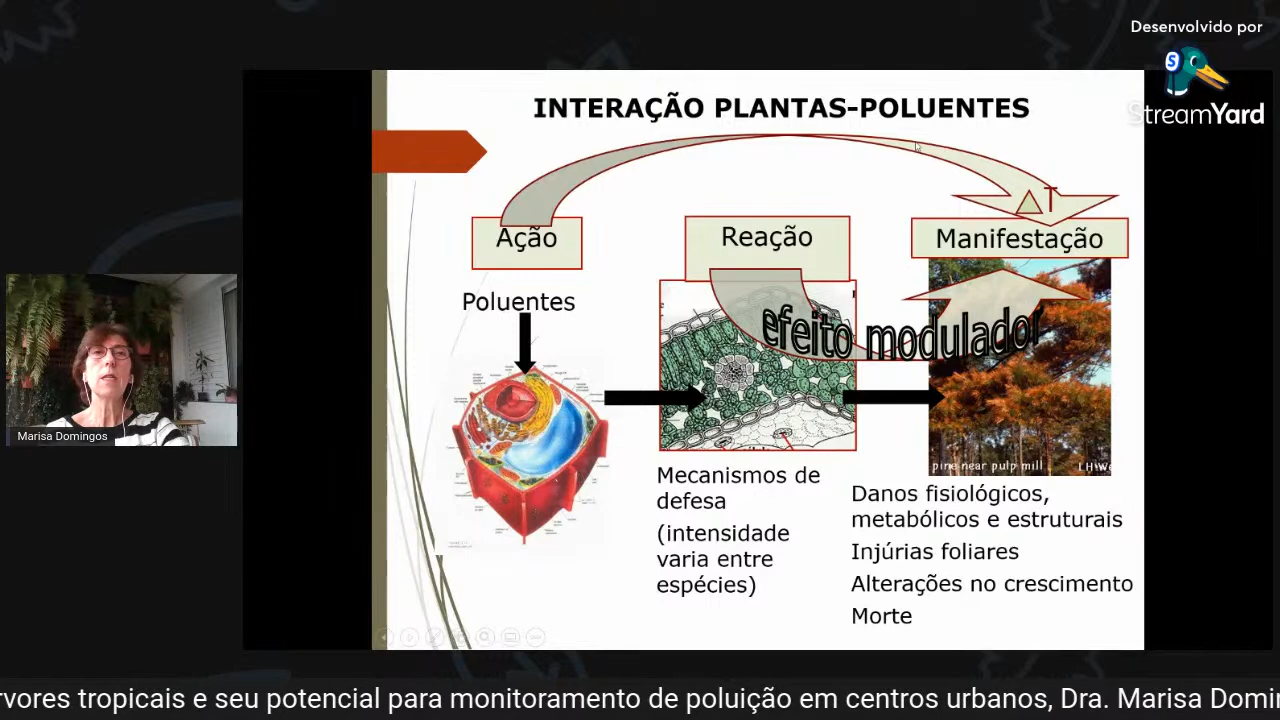 Desenvolvido por
StreamYard
INTERAÇÃO PLANTAS-POLUENTES
T
Ação
Reação
Manifestação
Poluentes
efeito modulador
pine near pulp mill
Mecanismos de
defesa
(intensidade
varia entre
espécies)
Danos fisiológicos,
metabólicos e estruturais
Injúrias foliares
Alterações no crescimento
Morte
Marisa Domingos
rvores tropicais e seu potencial para monitoramento de poluição em centros urbanos, Dra. Marisa Domi